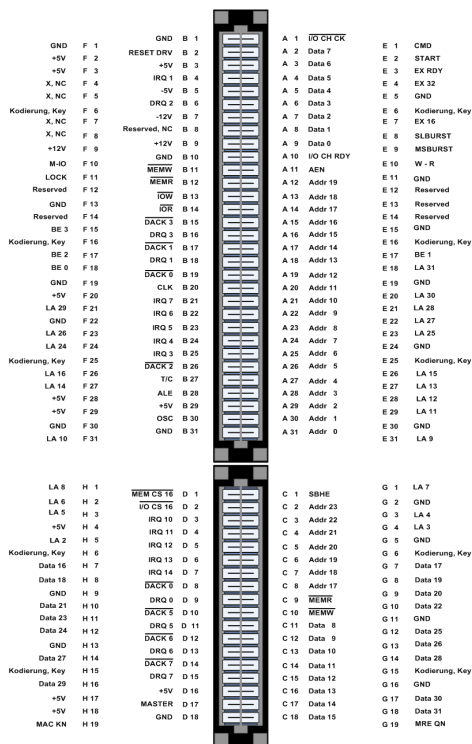 GND B 1 A 1 I/O CH CK
GND F 1 E 1 CMD
RESET DRV B 2 A 2 Data 7
+5V F 2 E 2 START
+5V B 3 A 3 Data 6
+5V F 3 E 3 EX RDY
IRQ 1 B 4 A 4 Data 5
X, NC F 4 E 4 EX 32
-5V B 5 A 5 Data 4
X, NC F 5 E 5 GND
DRQ 2 B 6 A 6 Data 3
Kodierung, Key F 6 E 6 Kodierung, Key
-12V B 7 A 7 Data 2
X, NC F 7 E 7 EX 16
Reserved, NC B 8 A 8 Data 1
X, NC F 8 E 8 SLBURST
+12V B 9 A 9 Data 0
+12V F 9 E 9 MSBURST
GND B 10 A 10 I/O CH RDY
M-IO F 10 E 10 W - R
MEMW B 11 A 11 AEN
LOCK F 11 E 11 GND
MEMR B 12 A 12 Addr 19
Reserved F 12 E 12 Reserved
IOW B 13 A 13 Addr 18
GND F 13 E 13 Reserved
IOR B 14 A 14 Addr 17
Reserved F 14 E 14 Reserved
DACK 3 B 15 A 15 Addr 16
BE 3 F 15 E 15 GND
DRQ 3 B 16 A 16 Addr 15
Kodierung, Key F 16 E 16 Kodierung, Key
DACK 1 B 17 A 17 Addr 14
BE 2 F 17 E 17 BE 1
DRQ 1 B 18 A 18 Addr 13
BE 0 F 18 E 18 LA 31
DACK 0 B 19 A 19 Addr 12
GND F 19 E 19 GND
CLK B 20 A 20 Addr 11
+5V F 20 E 20 LA 30
IRQ 7 B 21 A 21 Addr 10
LA 29 F 21 E 21 LA 28
IRQ 6 B 22 A 22 Addr 9
GND F 22 E 22 LA 27
IRQ 5 B 23 A 23 Addr 8
LA 26 F 23 E 23 LA 25
IRQ 4 B 24 A 24 Addr 7
LA 24 F 24 E 24 GND
IRQ 3 B 25 A 25 Addr 6
Kodierung, Key F 25 E 25 Kodierung, Key
DACK 2 B 26 A 26 Addr 5
LA 16 F 26 E 26 LA 15
T/C B 27 A 27 Addr 4
LA 14 F 27 E 27 LA 13
ALE B 28 A 28 Addr 3
+5V F 28 E 28 LA 12
+5V B 29 A 29 Addr 2
+5V F 29 E 29 LA 11
OSC B 30 A 30 Addr 1
GND F 30 E 30 GND
GND B 31 A 31 Addr 0
LA 10 F 31 E 31 LA 9
LA 8 H 1 G 1 LA 7
MEM CS 16 D 1 C 1 SBHE
LA 6 H 2 G 2 GND
I/O CS 16 D 2 C 2 Addr 23
LA 5 H 3 G 3 LA 4
IRQ 10 D 3 C 3 Addr 22
+5V H 4 G 4 LA 3
IRQ 11 D 4 C 4 Addr 21
LA 2 H 5 G 5 GND
IRQ 12 D 5 C 5 Addr 20
Kodierung, Key H 6 G 6 Kodierung, Key
IRQ 13 D 6 C 6 Addr 19
Data 16 H 7 G 7 Data 17
IRQ 14 D 7 C 7 Addr 18
Data 18 H 8 G 8 Data 19
DACK 0 D 8 C 8 Addr 17
GND H 9 G 9 Data 20
DRQ 0 D 9 C 9 MEMR
Data 21 H 10 G 10 Data 22
DACK 5 D 10 C 10 MEMW
Data 23 H 11 G 11 GND
DRQ 5 D 11 C 11 Data 8
Data 24 H 12 G 12 Data 25
DACK 6 D 12 C 12 Data 9
GND H 13 G 13 Data 26
DRQ 6 D 13 C 13 Data 10
Data 27 H 14 G 14 Data 28
DACK 7 D 14 C 14 Data 11
Kodierung, Key H 15 G 15 Kodierung, Key
DRQ 7 D 15 C 15 Data 12
Data 29 H 16 G 16 GND
+5V D 16 C 16 Data 13
+5V H 17 G 17 Data 30
MASTER D 17 C 17 Data 14
+5V H 18 G 18 Data 31
GND D 18 C 18 Data 15
MAC KN H 19 G 19 MRE QN